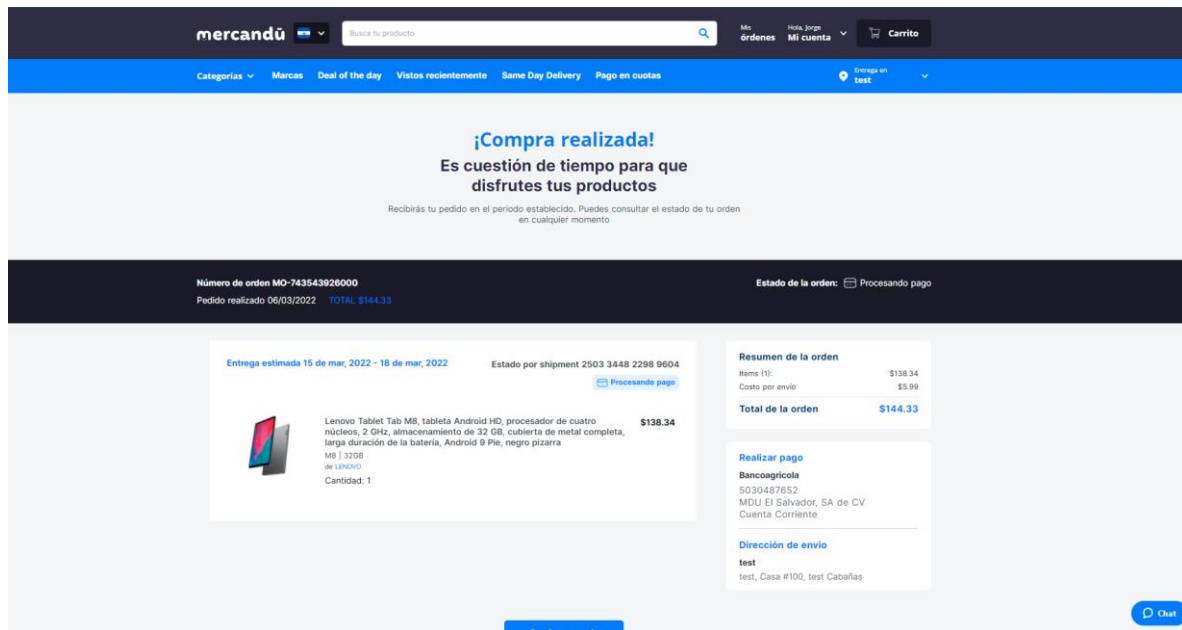 mercandū
Busca tu producto
Mis órdenes
Hola, Jorge
Mi cuenta
Carrito
Categorías
Marcas
Deal of the day
Vistos recientemente
Same Day Delivery
Pago en cuotas
Entrega en
test
¡Compra realizada!
Es cuestión de tiempo para que
disfrutes tus productos
Recibirás tu pedido en el periodo establecido. Puedes consultar el estado de tu orden
en cualquier momento
Número de orden MO-743543926000
Estado de la orden: Procesando pago
Pedido realizado 06/03/2022 TOTAL $144.33
Entrega estimada 15 de mar, 2022 - 18 de mar, 2022
Estado por shipment 2503 3448 2298 9604
Procesando pago
Lenovo Tablet Tab M8, tableta Android HD, procesador de cuatro
núcleos, 2 GHz, almacenamiento de 32 GB, cubierta de metal completa,
larga duración de la batería, Android 9 Pie, negro pizarra
$138.34
M8 | 32GB
de LENOVO
Cantidad: 1
Resumen de la orden
Items (1): $138.34
Costo por envio $5.99
Total de la orden $144.33
Realizar pago
Bancoagricola
5030487652
MDU El Salvador, SA de CV
Cuenta Corriente
Dirección de envio
test
test, Casa #100, test Cabañas
Chat